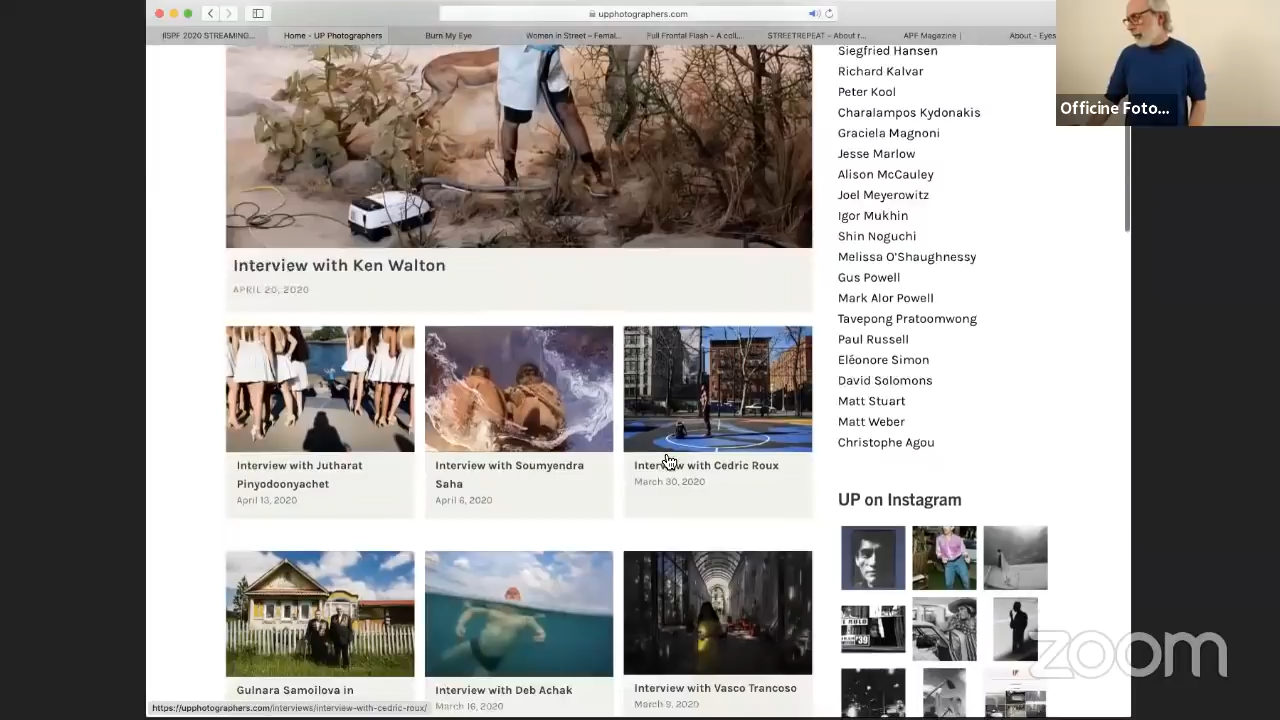 upphotographers.com
IISPF 2020 STREAMING...
Home - UP Photographers
Burn My Eye
Women in Street – Femal...
Full Frontal Flash – A coll...
STREETREPEAT – About r...
APF Magazine |
About - Eyes
Officine Foto...
Interview with Ken Walton
APRIL 20, 2020
Interview with Jutharat
Pinyodoonyachet
April 13, 2020
Interview with Soumyendra
Saha
April 6, 2020
Interview with Cedric Roux
March 30, 2020
Gulnara Samoilova in
Interview with Deb Achak
March 16, 2020
Interview with Vasco Trancoso
March 9, 2020
Siegfried Hansen
Richard Kalvar
Peter Kool
Charalampos Kydonakis
Graciela Magnoni
Jesse Marlow
Alison McCauley
Joel Meyerowitz
Igor Mukhin
Shin Noguchi
Melissa O'Shaughnessy
Gus Powell
Mark Alor Powell
Tavepong Pratoomwong
Paul Russell
Eléonore Simon
David Solomons
Matt Stuart
Matt Weber
Christophe Agou
UP on Instagram
zoom
https://upphotographers.com/interviews/interview-with-cedric-roux/